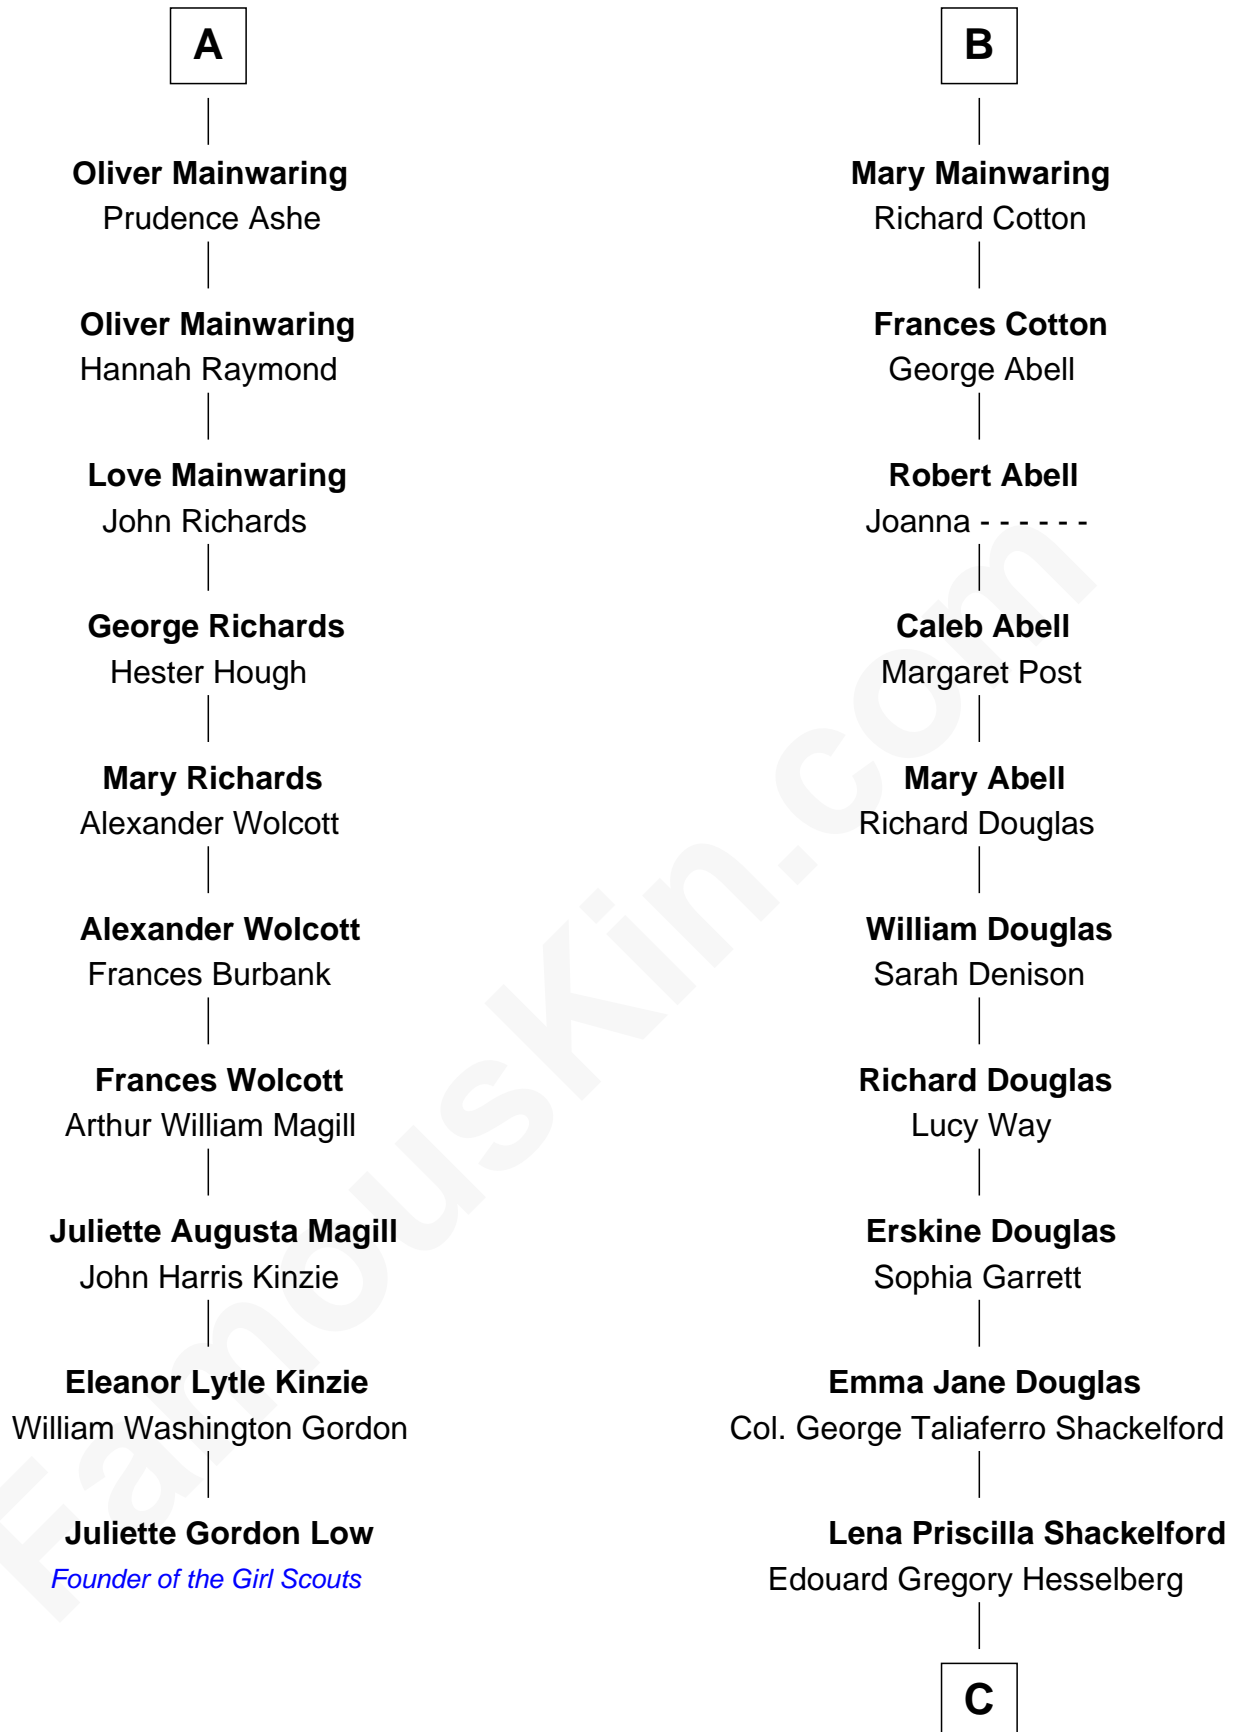 A
Oliver Mainwaring
Prudence Ashe
Oliver Mainwaring
Hannah Raymond
Love Mainwaring
John Richards
George Richards
Hester Hough
Mary Richards
Alexander Wolcott
Alexander Wolcott
Frances Burbank
Frances Wolcott
Arthur William Magill
Juliette Augusta Magill
John Harris Kinzie
Eleanor Lytle Kinzie
William Washington Gordon
Juliette Gordon Low
Founder of the Girl Scouts
B
Mary Mainwaring
Richard Cotton
Frances Cotton
George Abell
Robert Abell
Joanna - - - - - -
Caleb Abell
Margaret Post
Mary Abell
Richard Douglas
William Douglas
Sarah Denison
Richard Douglas
Lucy Way
Erskine Douglas
Sophia Garrett
Emma Jane Douglas
Col. George Taliaferro Shackelford
Lena Priscilla Shackelford
Edouard Gregory Hesselberg
C
FamousKin.com